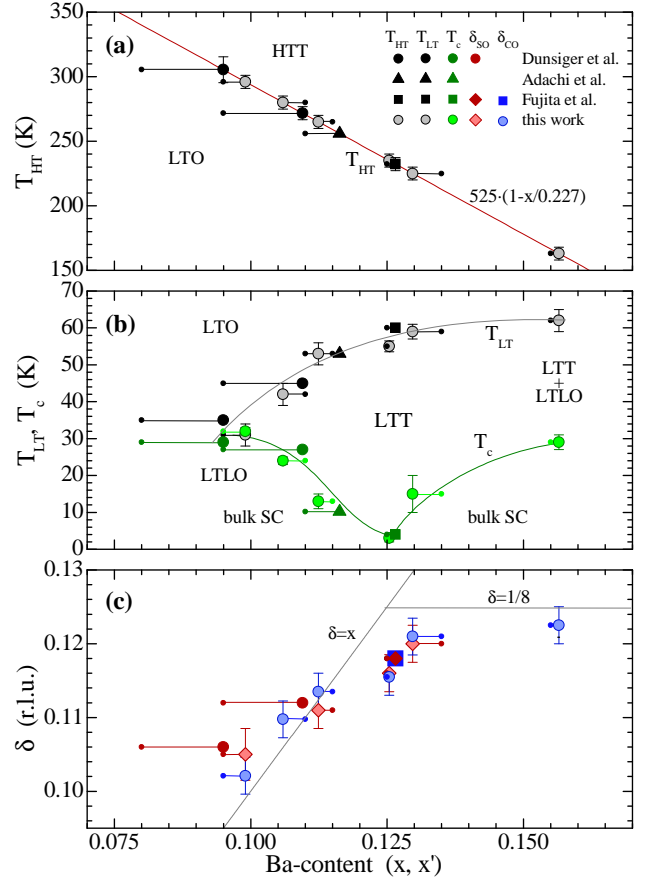 (a)
HTT
T_HT T_LT T_c δ_SO δ_CO
Dunsiger et al.
Adachi et al.
Fujita et al.
this work
LTO
T_HT
525·(1-x/0.227)
T_HT (K)
350
300
250
200
150
(b)
LTO
T_LT
LTT
+
LTLO
LTT
LTLO
T_c
bulk SC
bulk SC
T_LT, T_c (K)
70
60
50
40
30
20
10
0
(c)
δ=x
δ=1/8
δ (r.l.u.)
0.13
0.12
0.11
0.10
0.075
0.100
0.125
0.150
Ba-content (x, x')